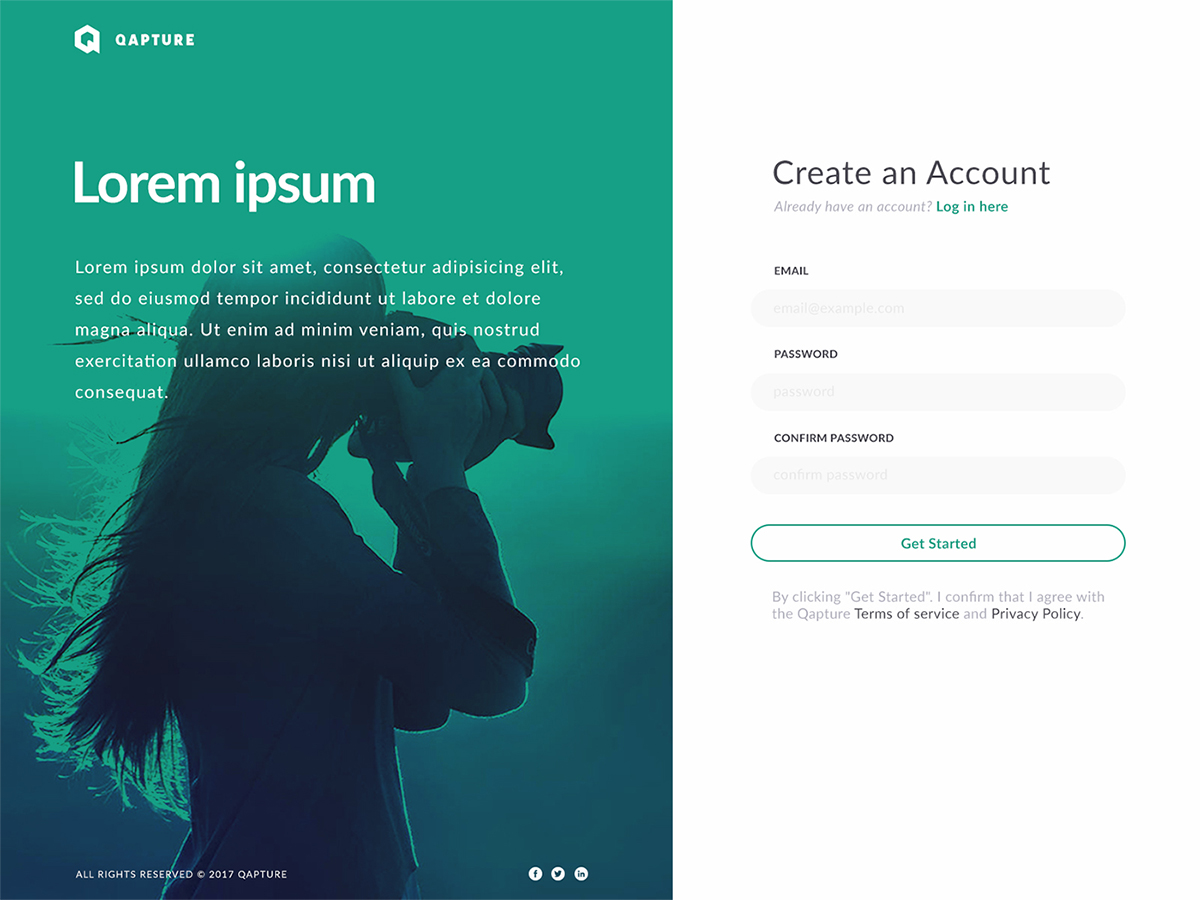 QAPTURE
Lorem ipsum
Lorem ipsum dolor sit amet, consectetur adipisicing elit,
sed do eiusmod tempor incididunt ut labore et dolore
magna aliqua. Ut enim ad minim veniam, quis nostrud
exercitation ullamco laboris nisi ut aliquip ex ea commodo
consequat.
ALL RIGHTS RESERVED © 2017 QAPTURE
Create an Account
Already have an account? Log in here
EMAIL
email@example.com
PASSWORD
password
CONFIRM PASSWORD
confirm password
Get Started
By clicking "Get Started". I confirm that I agree with
the Qapture Terms of service and Privacy Policy.